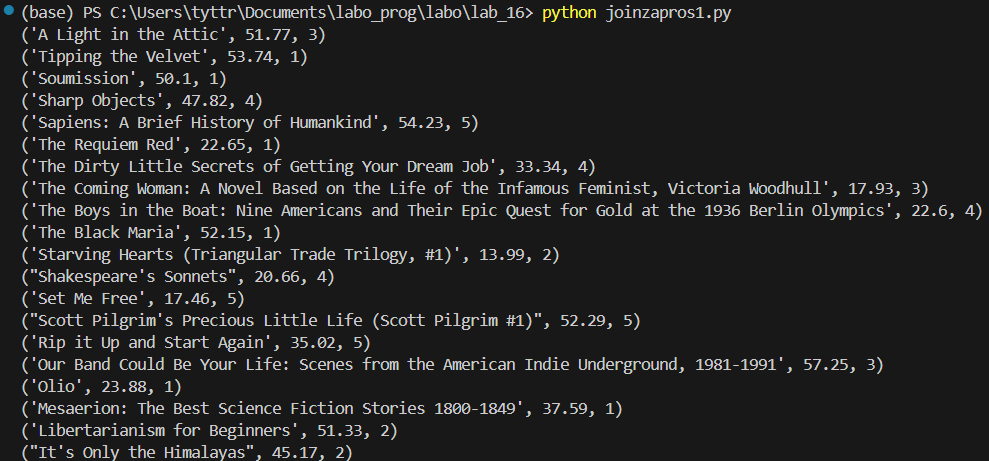 (base) PS C:\Users\tyttr\Documents\labo_prog\labo\lab_16> python joinzapros1.py
('A Light in the Attic', 51.77, 3)
('Tipping the Velvet', 53.74, 1)
('Soumission', 50.1, 1)
('Sharp Objects', 47.82, 4)
('Sapiens: A Brief History of Humankind', 54.23, 5)
('The Requiem Red', 22.65, 1)
('The Dirty Little Secrets of Getting Your Dream Job', 33.34, 4)
('The Coming Woman: A Novel Based on the Life of the Infamous Feminist, Victoria Woodhull', 17.93, 3)
('The Boys in the Boat: Nine Americans and Their Epic Quest for Gold at the 1936 Berlin Olympics', 22.6, 4)
('The Black Maria', 52.15, 1)
('Starving Hearts (Triangular Trade Trilogy, #1)', 13.99, 2)
("Shakespeare's Sonnets", 20.66, 4)
('Set Me Free', 17.46, 5)
("Scott Pilgrim's Precious Little Life (Scott Pilgrim #1)", 52.29, 5)
('Rip it Up and Start Again', 35.02, 5)
('Our Band Could Be Your Life: Scenes from the American Indie Underground, 1981-1991', 57.25, 3)
('Olio', 23.88, 1)
('Mesaerion: The Best Science Fiction Stories 1800-1849', 37.59, 1)
('Libertarianism for Beginners', 51.33, 2)
("It's Only the Himalayas", 45.17, 2)